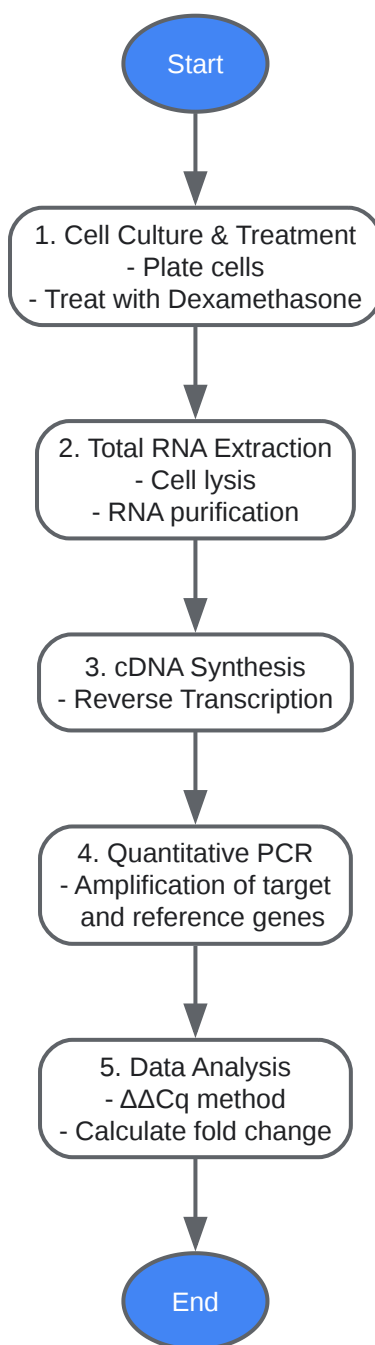 Start
1. Cell Culture & Treatment
- Plate cells
- Treat with Dexamethasone
2. Total RNA Extraction
- Cell lysis
- RNA purification
3. cDNA Synthesis
- Reverse Transcription
4. Quantitative PCR
- Amplification of target
and reference genes
5. Data Analysis
- ΔΔCq method
- Calculate fold change
End